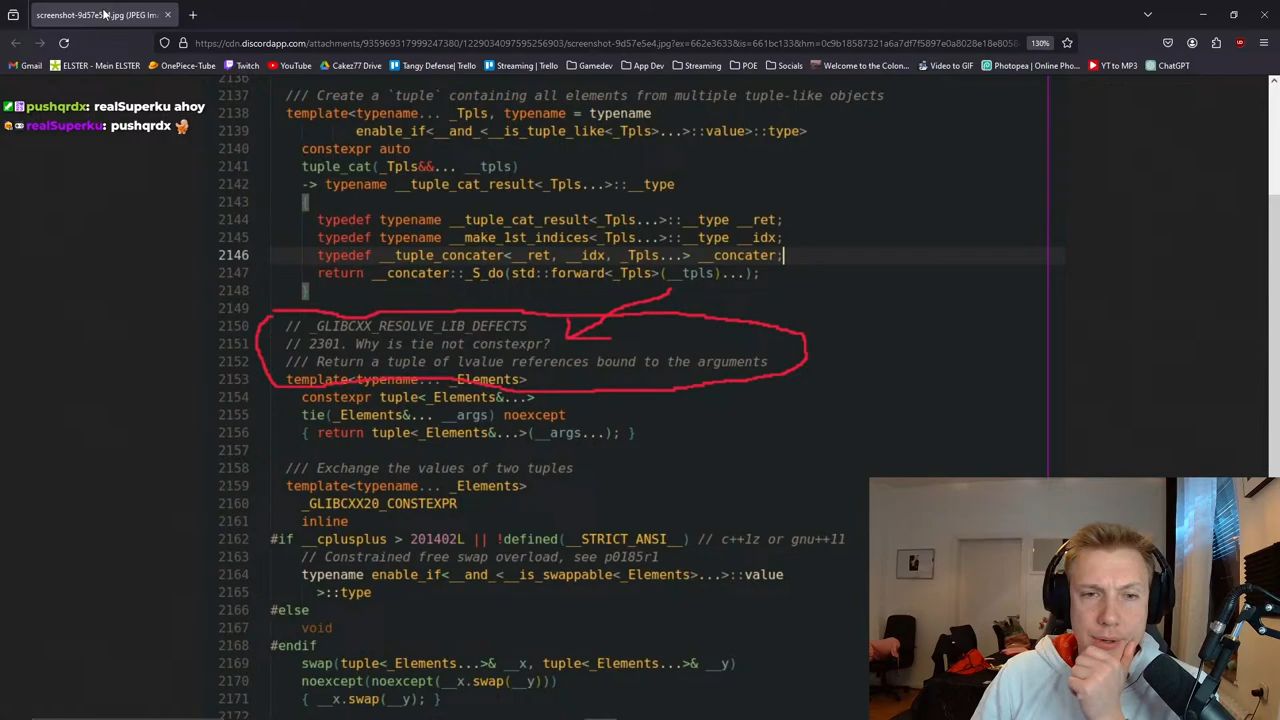 screenshot-9d57e5e4.jpg (JPEG Im
https://cdn.discordapp.com/attachments/935969317999247380/1229034097595256903/screenshot-9d57e5e4.jpg?ex=662e3633&is=661bc133&hm=0c9b18587321a6a7df7f5897e0a8028e18e8058
130%
Gmail
ELSTER - Mein ELSTER
OnePiece-Tube
Twitch
YouTube
Cakez77 Drive
Tangy Defense| Trello
Streaming | Trello
Gamedev
App Dev
Streaming
POE
Socials
Welcome to the Colon...
Video to GIF
Photopea | Online Pho...
YT to MP3
ChatGPT
pushqrdx: realSuperku ahoy
realSuperku: pushqrdx
2136
2137 /// Create a `tuple` containing all elements from multiple tuple-like objects
2138 template<typename... _Tpls, typename = typename
2139 enable_if<__and_<__is_tuple_like<_Tpls>...>::value>::type>
2140 constexpr auto
2141 tuple_cat(_Tpls&&... __tpls)
2142 -> typename __tuple_cat_result<_Tpls...>::__type
2143 {
2144 typedef typename __tuple_cat_result<_Tpls...>::__type __ret;
2145 typedef typename __make_1st_indices<_Tpls...>::__type __idx;
2146 typedef __tuple_concater<__ret, __idx, _Tpls...> __concater;
2147 return __concater::_S_do(std::forward<_Tpls>(__tpls)...);
2148 }
2149
2150 // _GLIBCXX_RESOLVE_LIB_DEFECTS
2151 // 2301. Why is tie not constexpr?
2152 /// Return a tuple of lvalue references bound to the arguments
2153 template<typename... _Elements>
2154 constexpr tuple<_Elements&...>
2155 tie(_Elements&... __args) noexcept
2156 { return tuple<_Elements&...>(__args...); }
2157
2158 /// Exchange the values of two tuples
2159 template<typename... _Elements>
2160 _GLIBCXX20_CONSTEXPR
2161 inline
2162 #if __cplusplus > 201402L || !defined(__STRICT_ANSI__) // c++1z or gnu++11
2163 // Constrained free swap overload, see p0185r1
2164 typename enable_if<__and_<__is_swappable<_Elements>...>::value
2165 >::type
2166 #else
2167 void
2168 #endif
2169 swap(tuple<_Elements...>& __x, tuple<_Elements...>& __y)
2170 noexcept(noexcept(__x.swap(__y)))
2171 { __x.swap(__y); }
2172